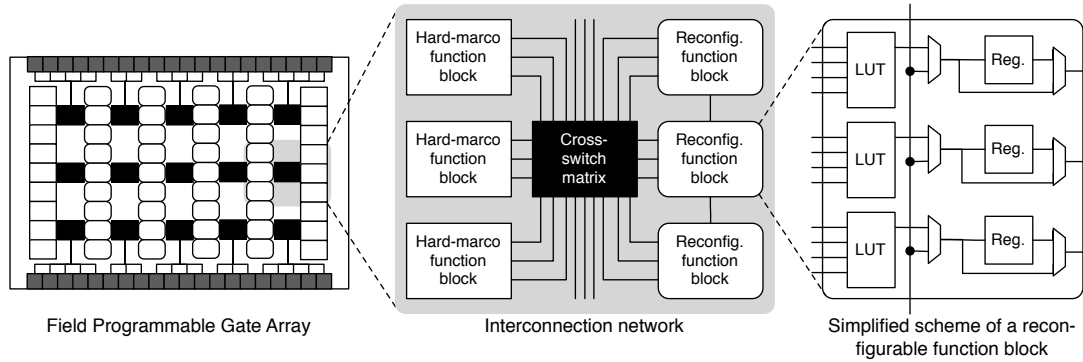 Hard-marco
function
block
Reconfig.
function
block
Hard-marco
function
block
Cross-
switch
matrix
Reconfig.
function
block
Hard-marco
function
block
Reconfig.
function
block
LUT
Reg.
LUT
Reg.
LUT
Reg.
Field Programmable Gate Array
Interconnection network
Simplified scheme of a recon-
figurable function block